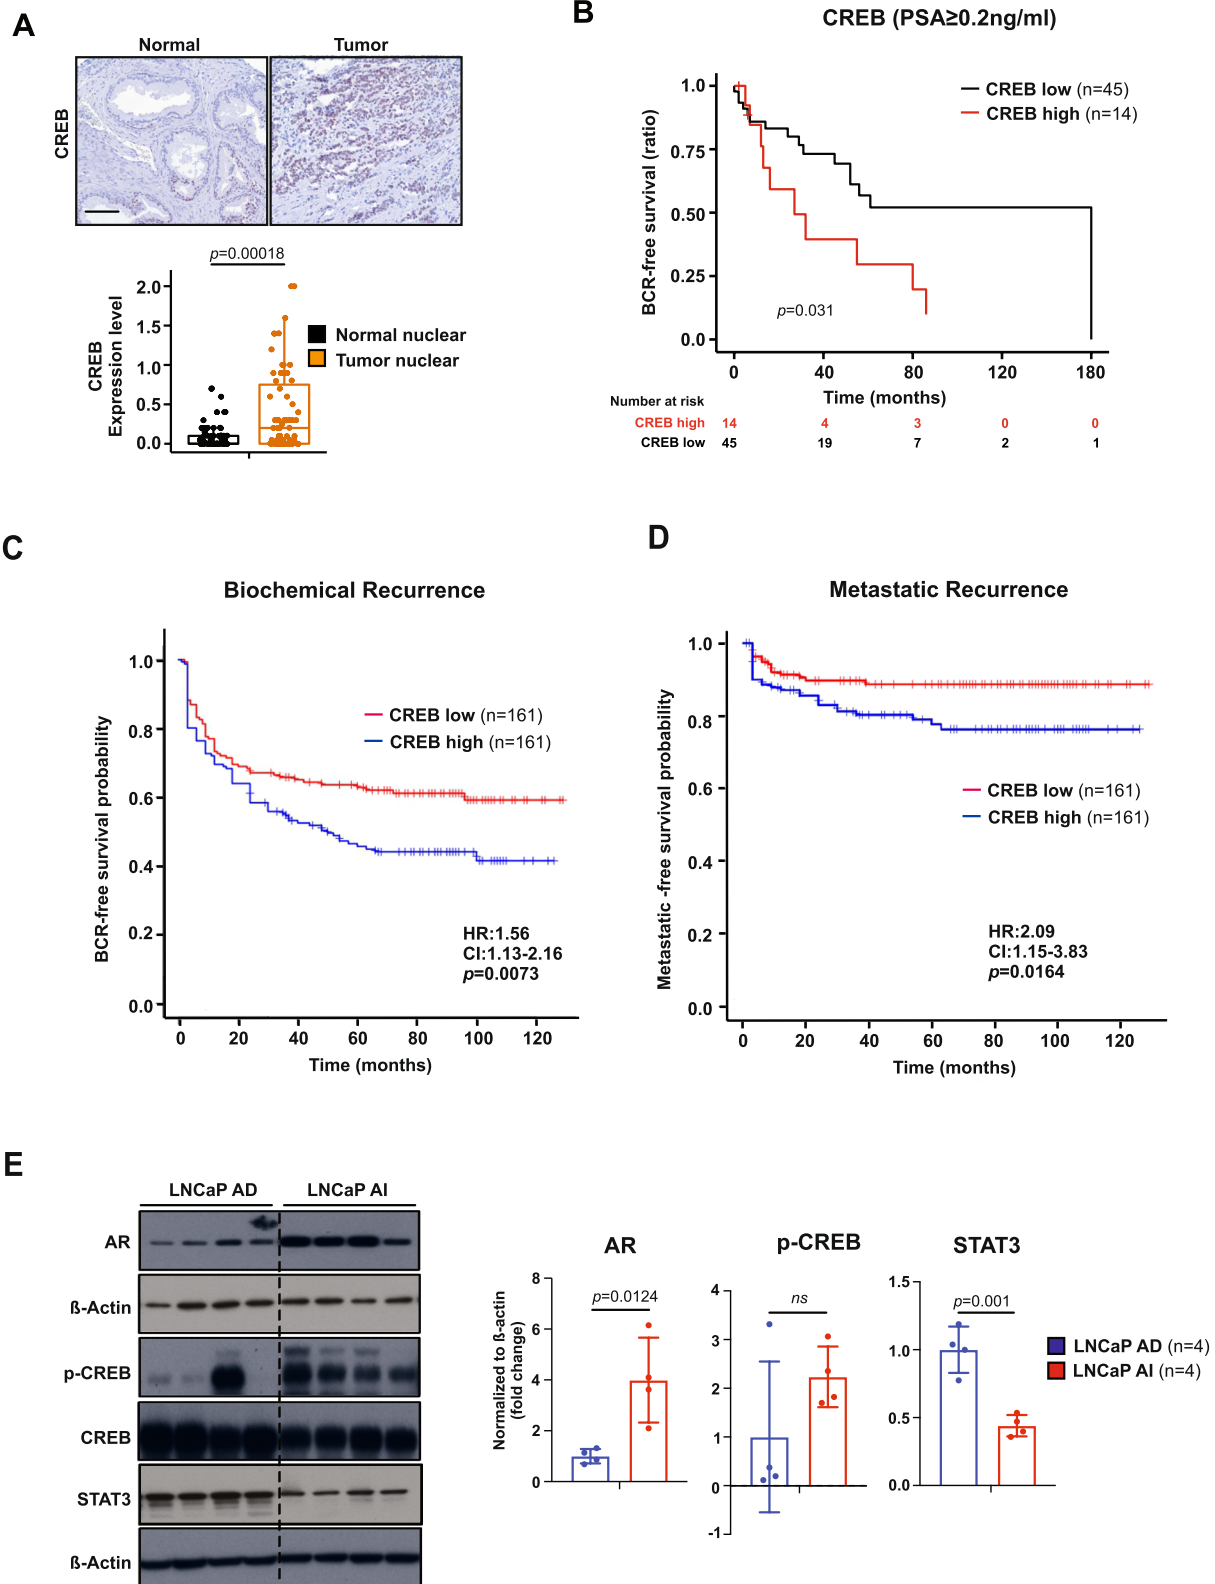 A
Normal
Tumor
CREB
p=0.00018
CREB
Expression level
2.0
1.5
1.0
0.5
0.0
Normal nuclear
Tumor nuclear
B
CREB (PSA≥0.2ng/ml)
BCR-free survival (ratio)
1.0
0.75
0.50
0.25
0.0
CREB low (n=45)
CREB high (n=14)
p=0.031
0 40 80 120 180
Time (months)
Number at risk
CREB high 14 4 3 0 0
CREB low 45 19 7 2 1
C
Biochemical Recurrence
BCR-free survival probability
1.0
0.8
0.6
0.4
0.2
0.0
CREB low (n=161)
CREB high (n=161)
HR:1.56
CI:1.13-2.16
p=0.0073
0 20 40 60 80 100 120
Time (months)
D
Metastatic Recurrence
Metastatic -free survival probability
1.0
0.8
0.6
0.4
0.2
0.0
CREB low (n=161)
CREB high (n=161)
HR:2.09
CI:1.15-3.83
p=0.0164
0 20 40 60 80 100 120
Time (months)
E
LNCaP AD LNCaP AI
AR
ß-Actin
p-CREB
CREB
STAT3
ß-Actin
AR
Normalized to ß-actin
(fold change)
8
6
4
2
0
p=0.0124
p-CREB
4
3
2
1
0
-1
ns
STAT3
1.5
1.0
0.5
0.0
p=0.001
LNCaP AD (n=4)
LNCaP AI (n=4)